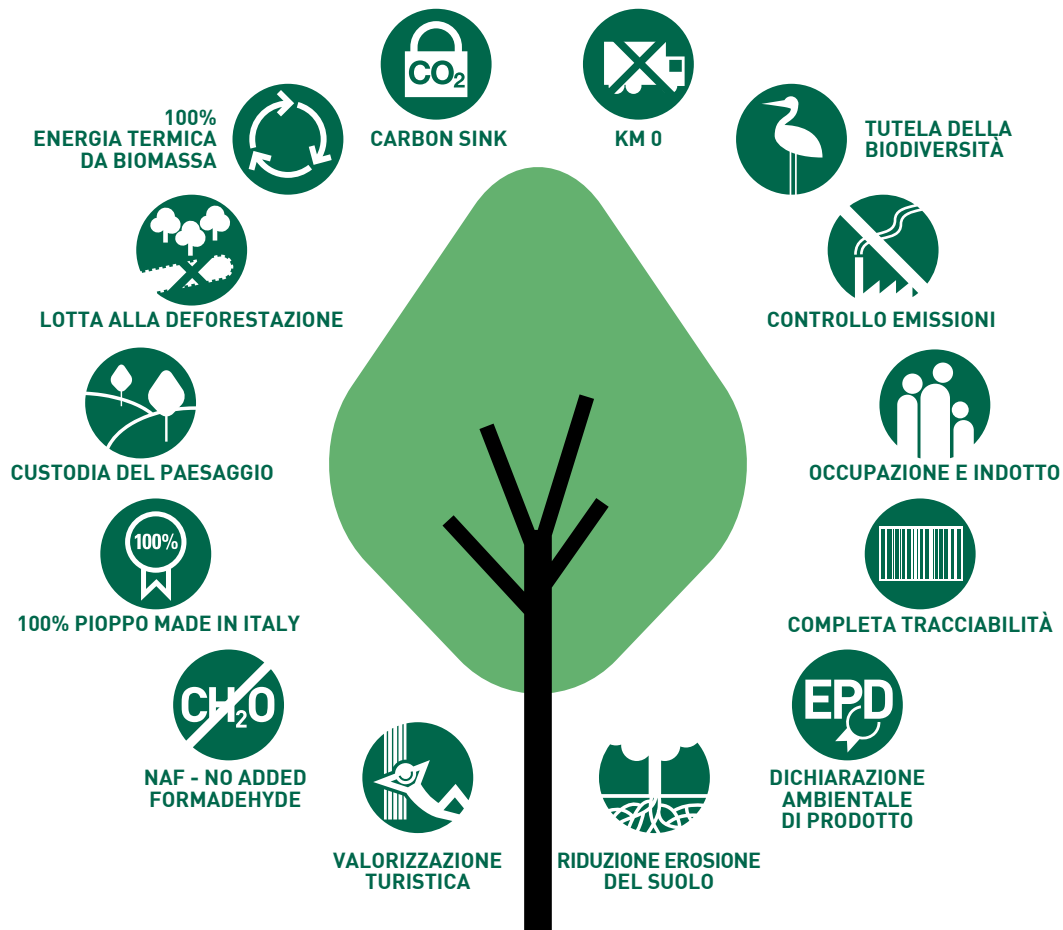 CO₂
CARBON SINK
KM 0
100%
ENERGIA TERMICA
DA BIOMASSA
TUTELA DELLA
BIODIVERSITÀ
LOTTA ALLA DEFORESTAZIONE
CONTROLLO EMISSIONI
CUSTODIA DEL PAESAGGIO
OCCUPAZIONE E INDOTTO
100%
100% PIOPPO MADE IN ITALY
COMPLETA TRACCIABILITÀ
CH₂O
NAF - NO ADDED
FORMADEHYDE
EPD
DICHIARAZIONE
AMBIENTALE
DI PRODOTTO
VALORIZZAZIONE
TURISTICA
RIDUZIONE EROSIONE
DEL SUOLO